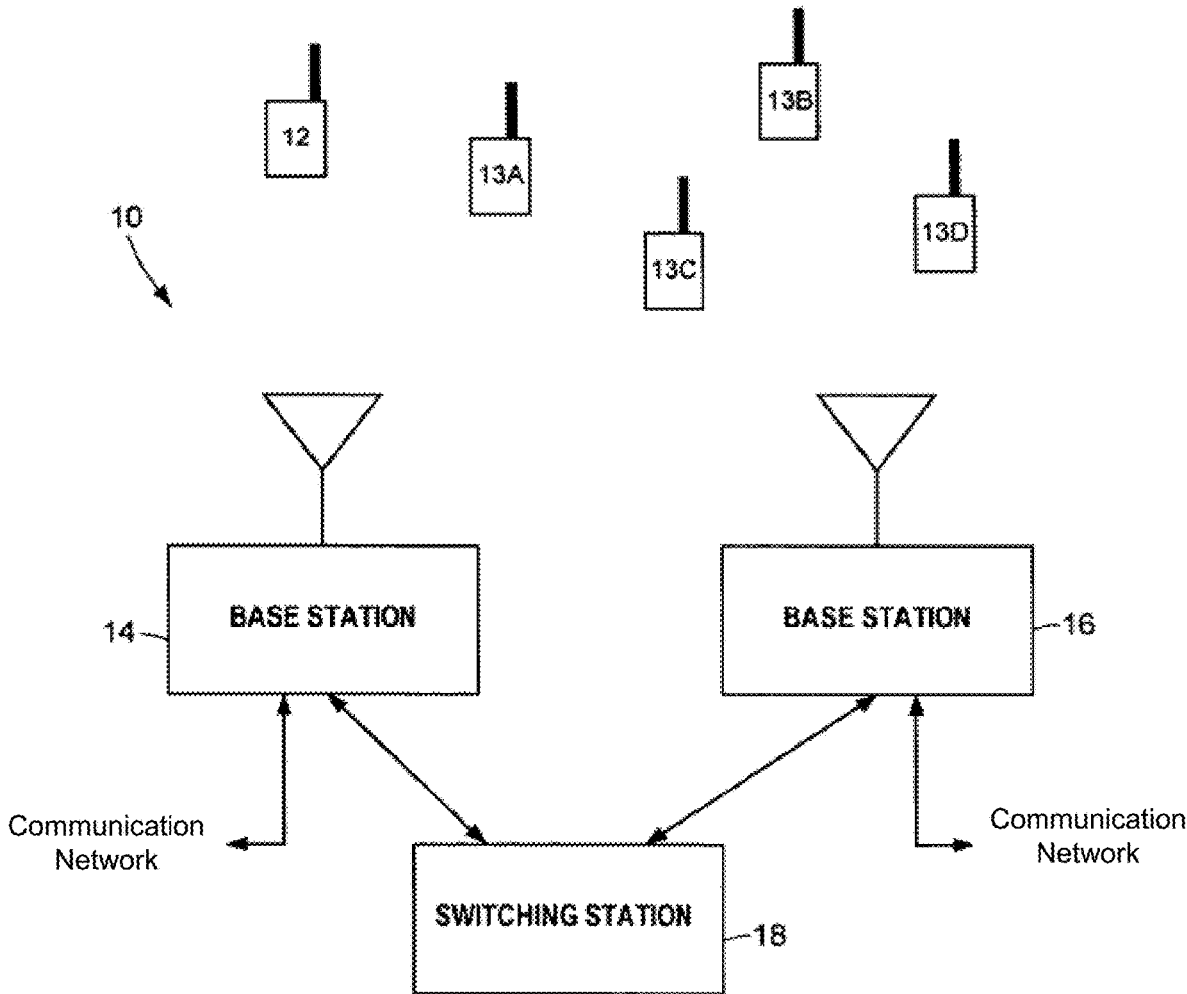 13B
12
13A
13D
10
13C
BASE STATION
BASE STATION
14
16
Communication
Network
Communication
Network
SWITCHING STATION
18